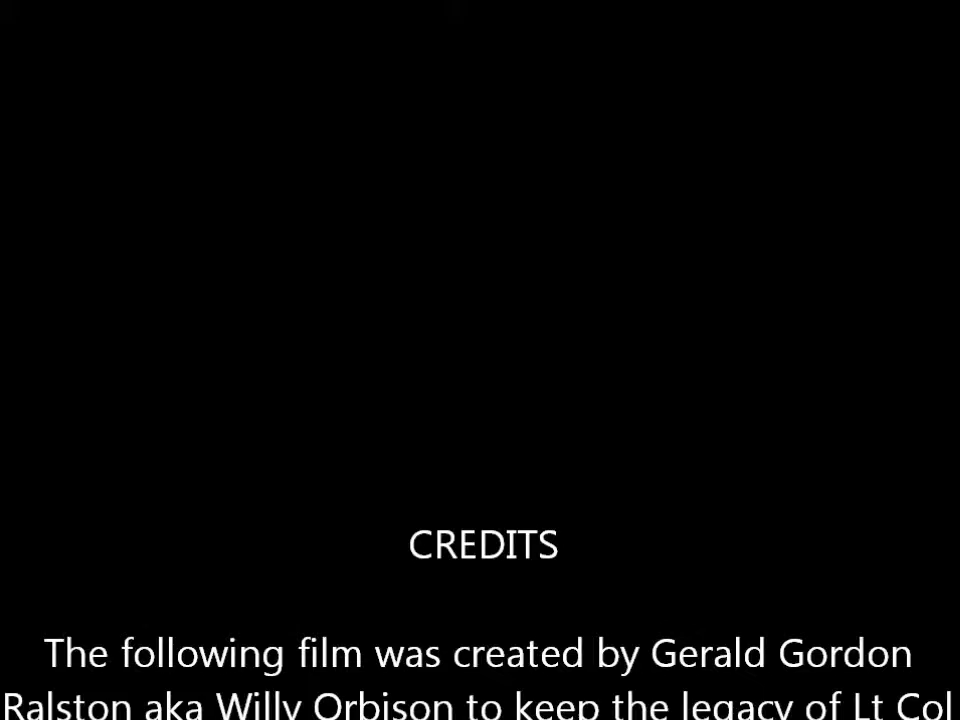 CREDITS
The following film was created by Gerald Gordon
Ralston aka Willy Orbison to keep the legacy of Lt Col